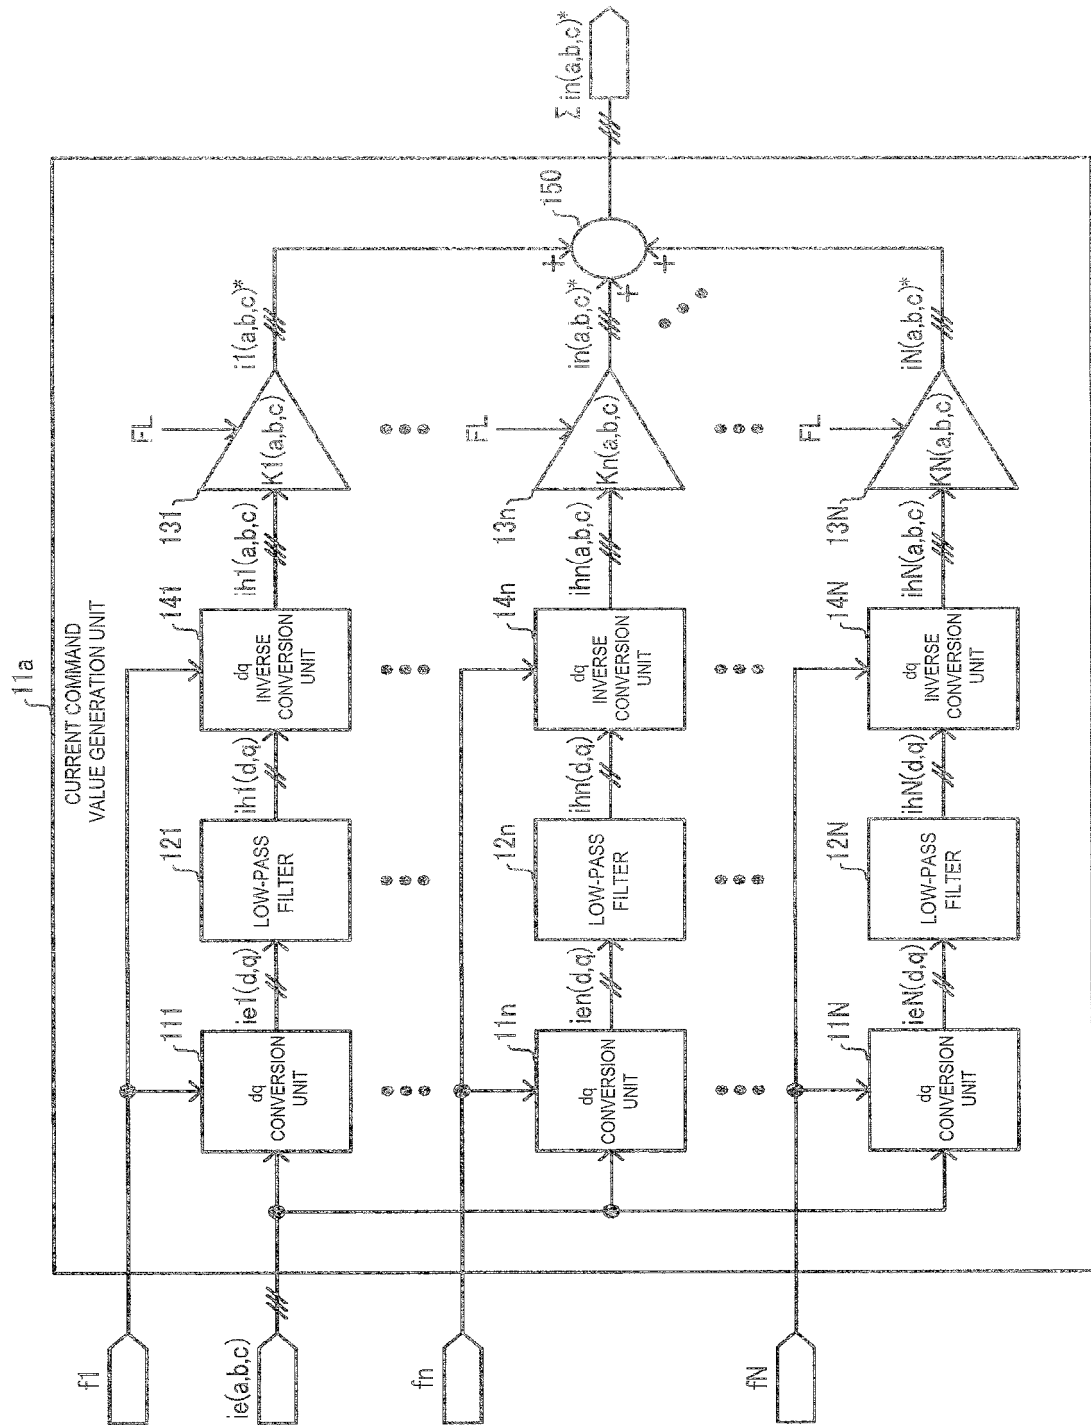 11a
CURRENT COMMAND
VALUE GENERATION UNIT
f1
ie(a,b,c)
111
dq
CONVERSION
UNIT
ie1(d,q)
121
LOW-PASS
FILTER
ih1(d,q)
141
dq
INVERSE
CONVERSION
UNIT
ih1(a,b,c)
131
K1(a,b,c)
FL
i1(a,b,c)*
fn
11n
dq
CONVERSION
UNIT
ien(d,q)
12n
LOW-PASS
FILTER
ihn(d,q)
14n
dq
INVERSE
CONVERSION
UNIT
ihn(a,b,c)
13n
Kn(a,b,c)
FL
in(a,b,c)*
fN
11N
dq
CONVERSION
UNIT
ieN(d,q)
12N
LOW-PASS
FILTER
ihN(d,q)
14N
dq
INVERSE
CONVERSION
UNIT
ihN(a,b,c)
13N
KN(a,b,c)
FL
iN(a,b,c)*
+
+
+
150
Σ in(a,b,c)*